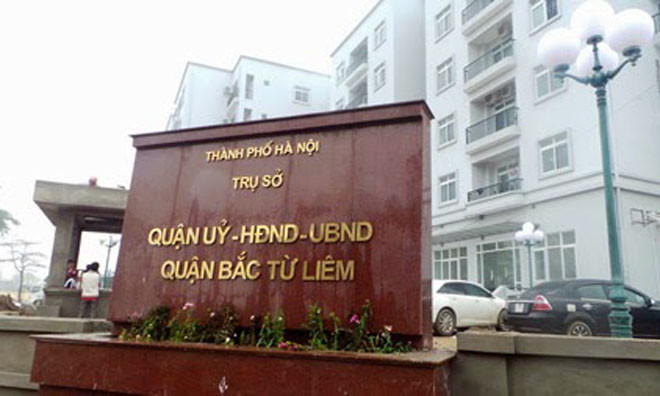 THÀNH PHỐ HÀ NỘI
TRỤ SỞ
QUẬN UỶ-HĐND-UBND
QUẬN BẮC TỪ LIÊM